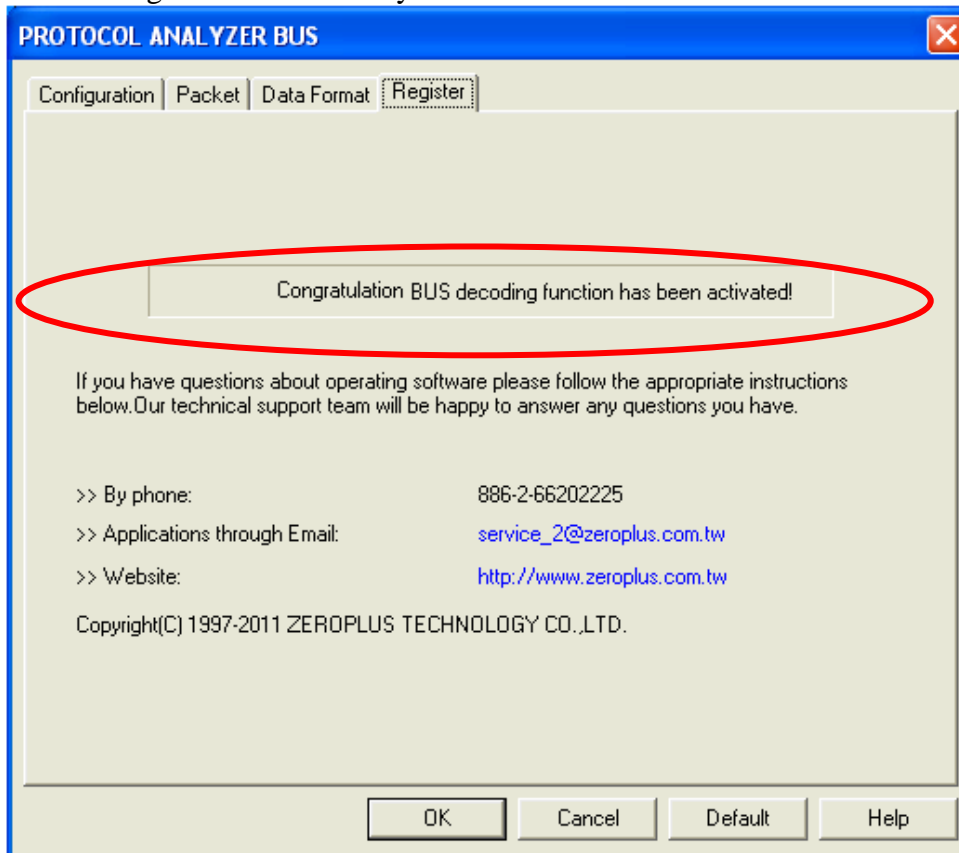 PROTOCOL ANALYZER BUS
Configuration Packet Data Format Register
Congratulation BUS decoding function has been activated!
If you have questions about operating software please follow the appropriate instructions
below.Our technical support team will be happy to answer any questions you have.
>> By phone: 886-2-66202225
>> Applications through Email: service_2@zeroplus.com.tw
>> Website: http://www.zeroplus.com.tw
Copyright(C) 1997-2011 ZEROPLUS TECHNOLOGY CO.,LTD.
OK Cancel Default Help